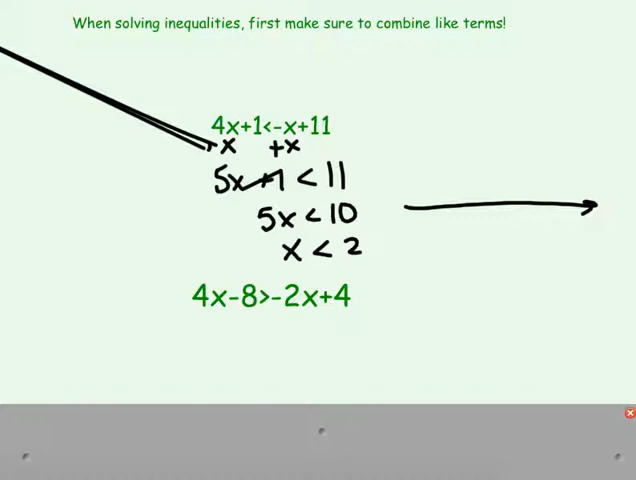 When solving inequalities, first make sure to combine like terms!
4x+1<-x+11
+x +x
5x+1<11
5x<10
x<2
4x-8>-2x+4